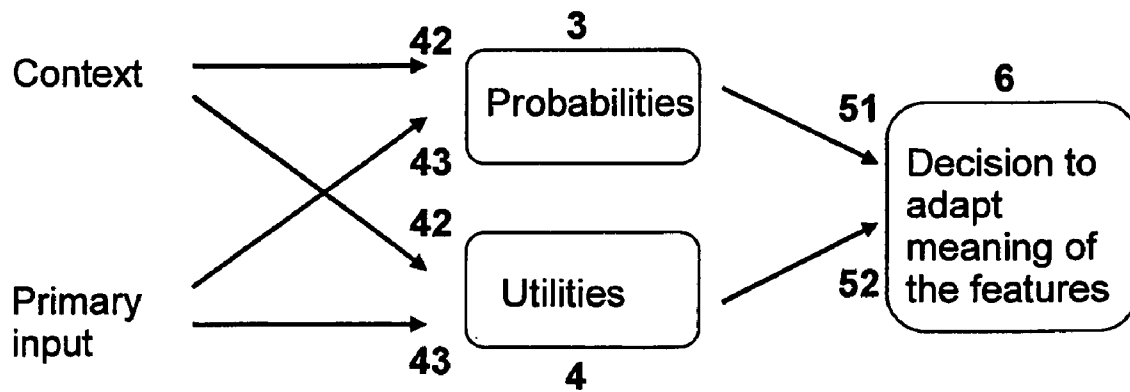 42
3
Context
Probabilities
43
6
51
Decision to
adapt
meaning of
the features
52
42
Primary
input
Utilities
43
4